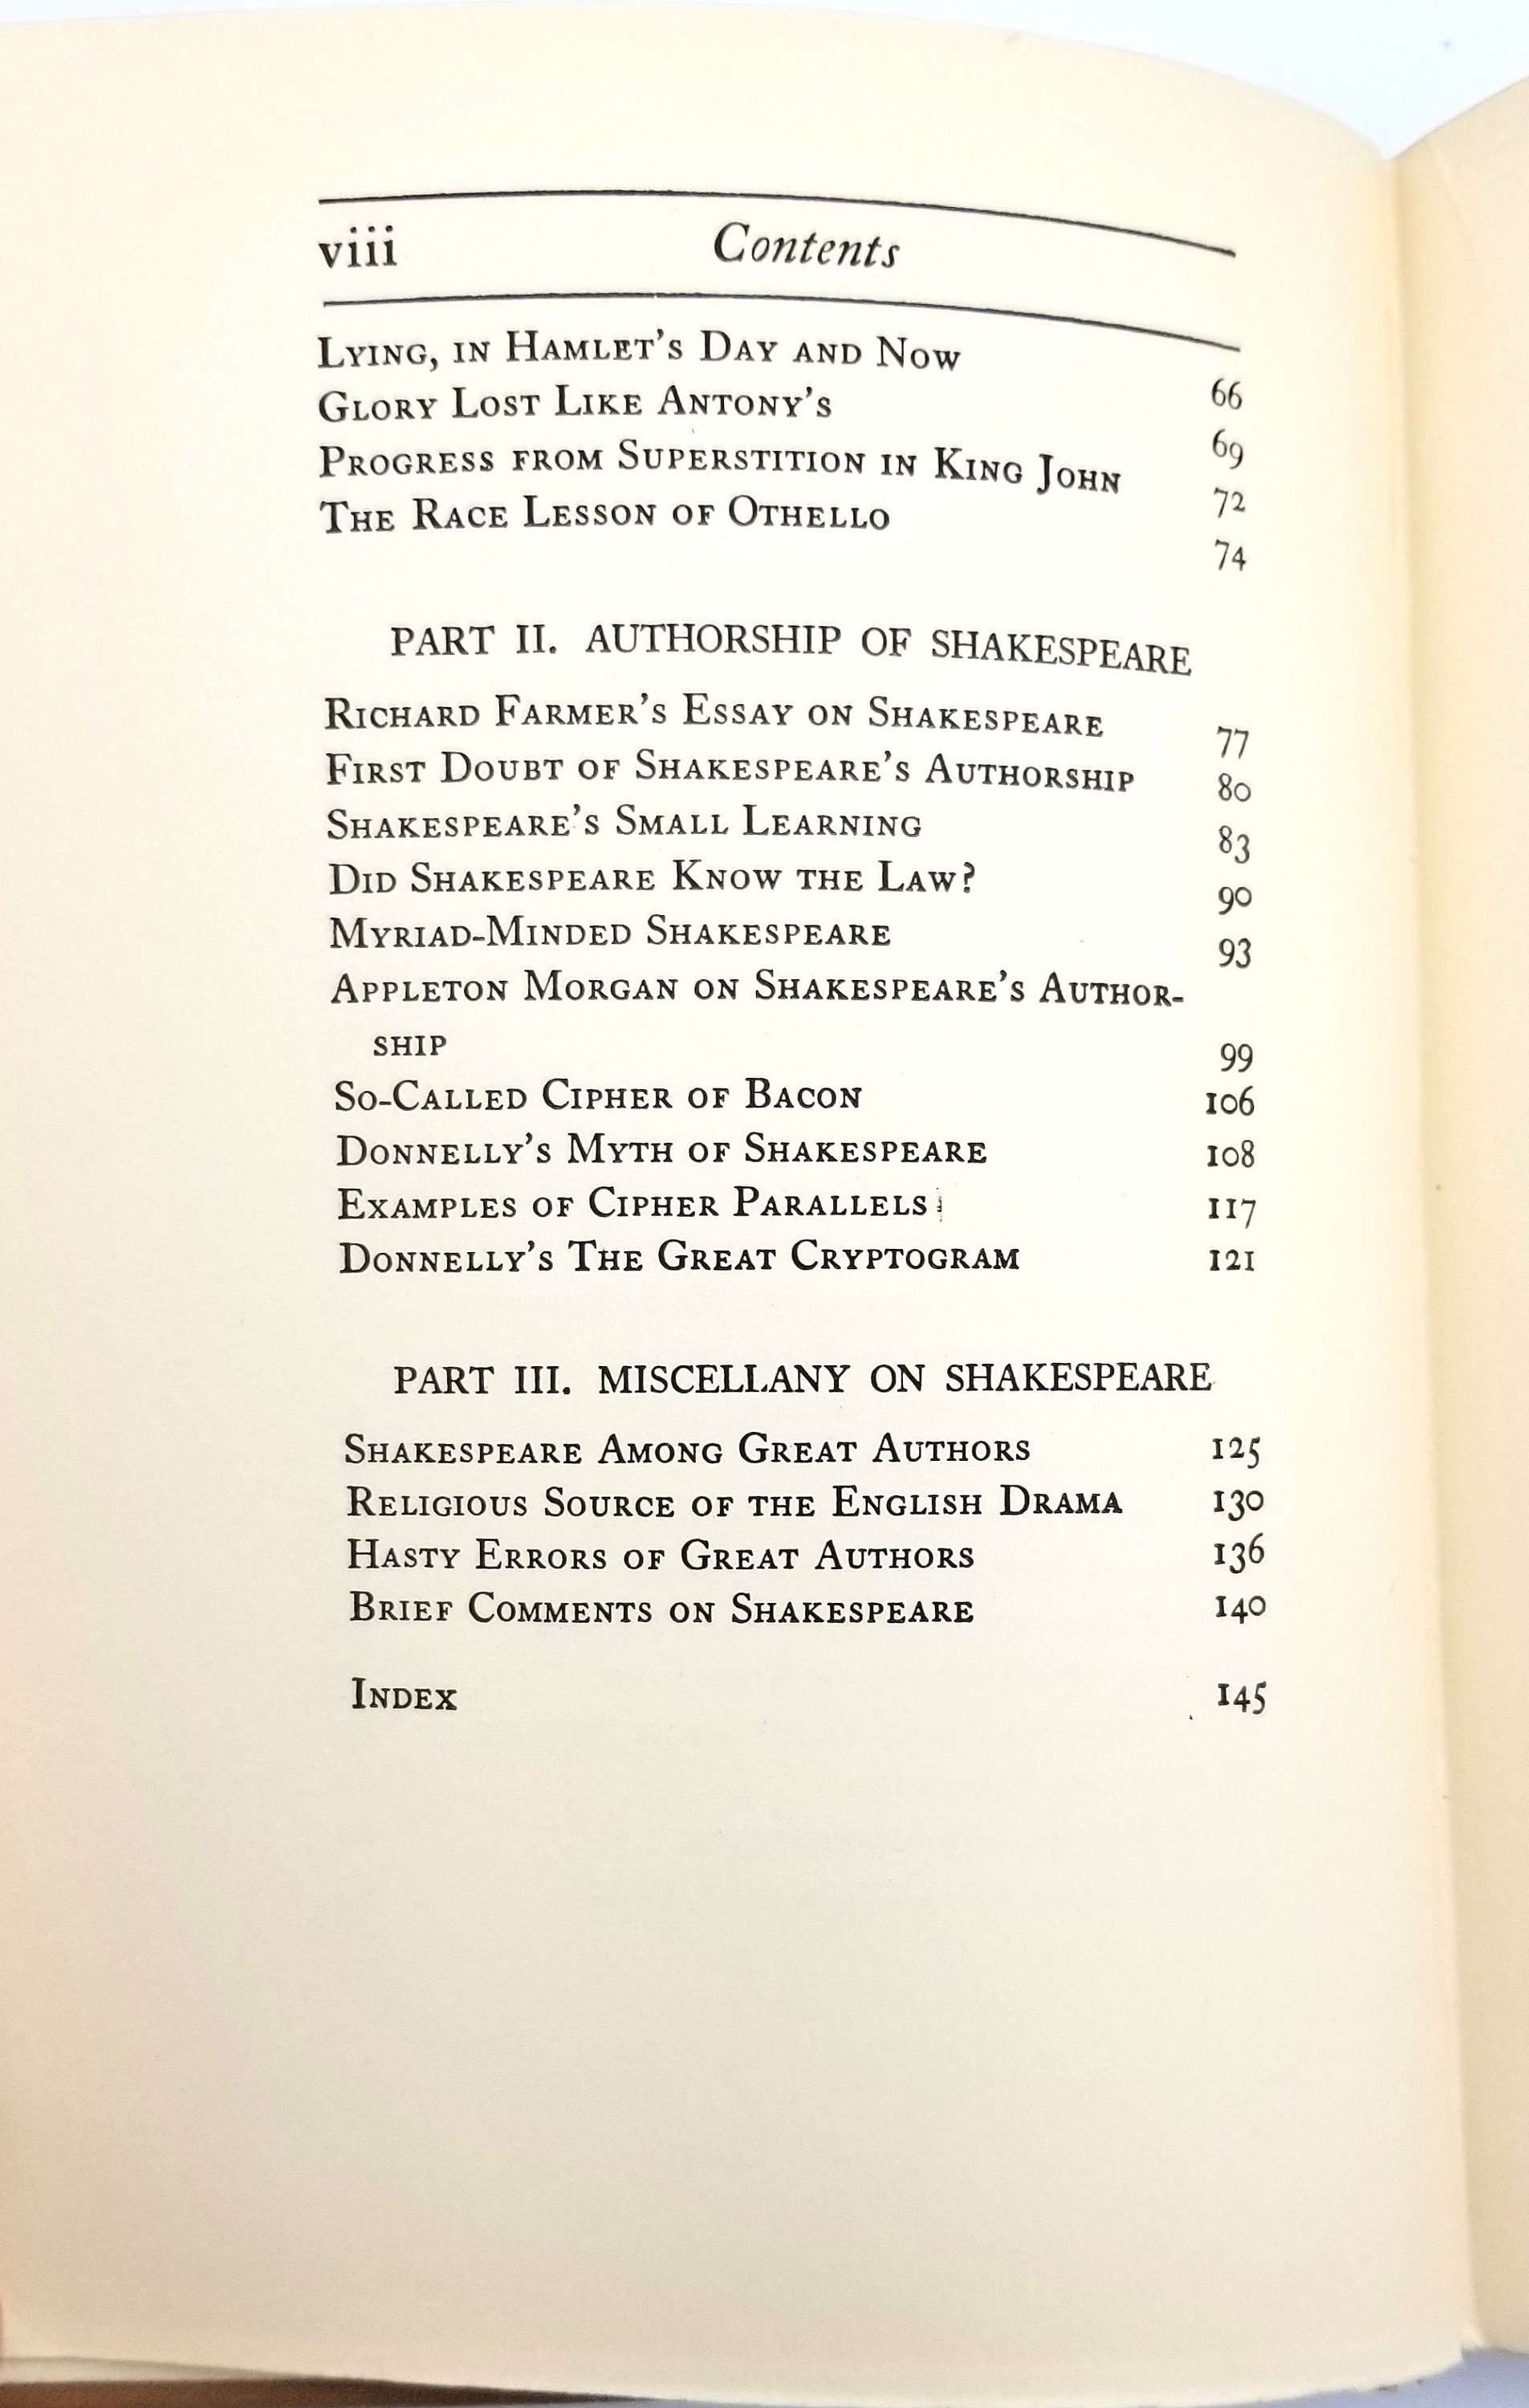 viii Contents
Lying, in Hamlet's Day and Now 66
Glory Lost Like Antony's 69
Progress from Superstition in King John 72
The Race Lesson of Othello 74
PART II. AUTHORSHIP OF SHAKESPEARE
Richard Farmer's Essay on Shakespeare 77
First Doubt of Shakespeare's Authorship 80
Shakespeare's Small Learning 83
Did Shakespeare Know the Law? 90
Myriad-Minded Shakespeare 93
Appleton Morgan on Shakespeare's Author-
ship 99
So-Called Cipher of Bacon 106
Donnelly's Myth of Shakespeare 108
Examples of Cipher Parallels 117
Donnelly's The Great Cryptogram 121
PART III. MISCELLANY ON SHAKESPEARE
Shakespeare Among Great Authors 125
Religious Source of the English Drama 130
Hasty Errors of Great Authors 136
Brief Comments on Shakespeare 140
Index 145